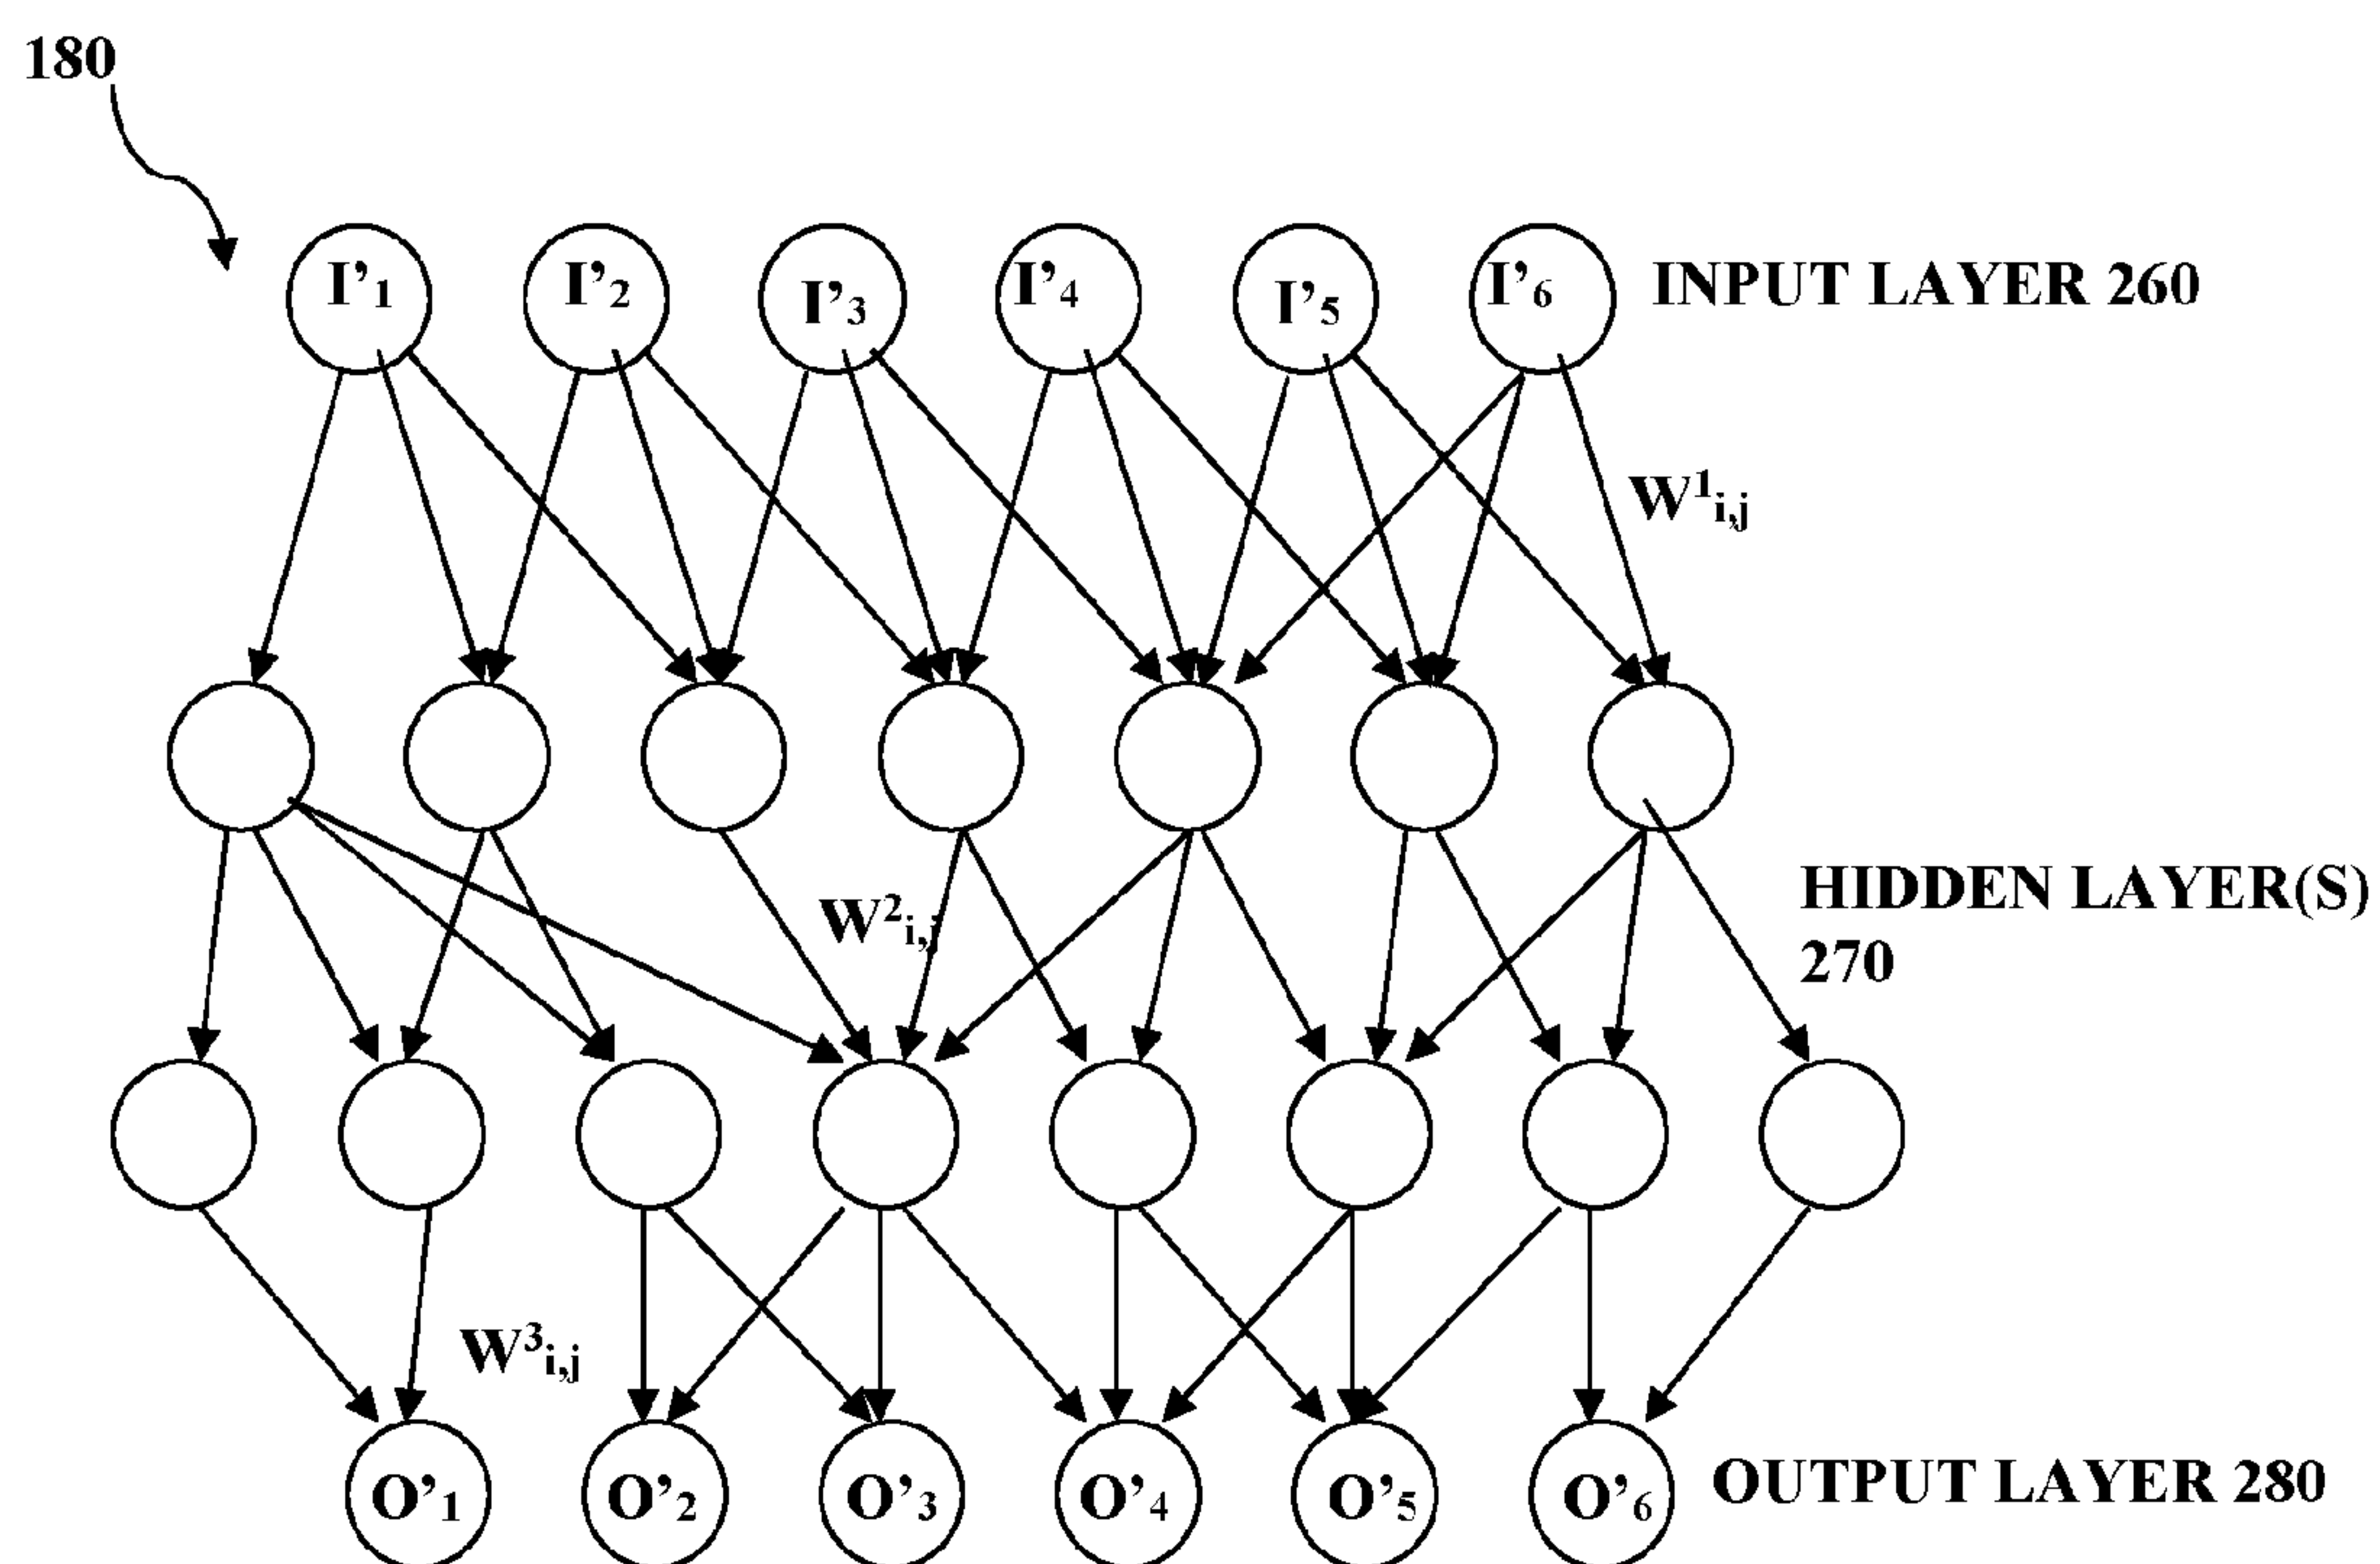 180
I’1 I’2 I’3 I’4 I’5 I’6 INPUT LAYER 260
W1i,j
HIDDEN LAYER(S)
W2i,j
270
W3i,j
O’1 O’2 O’3 O’4 O’5 O’6 OUTPUT LAYER 280